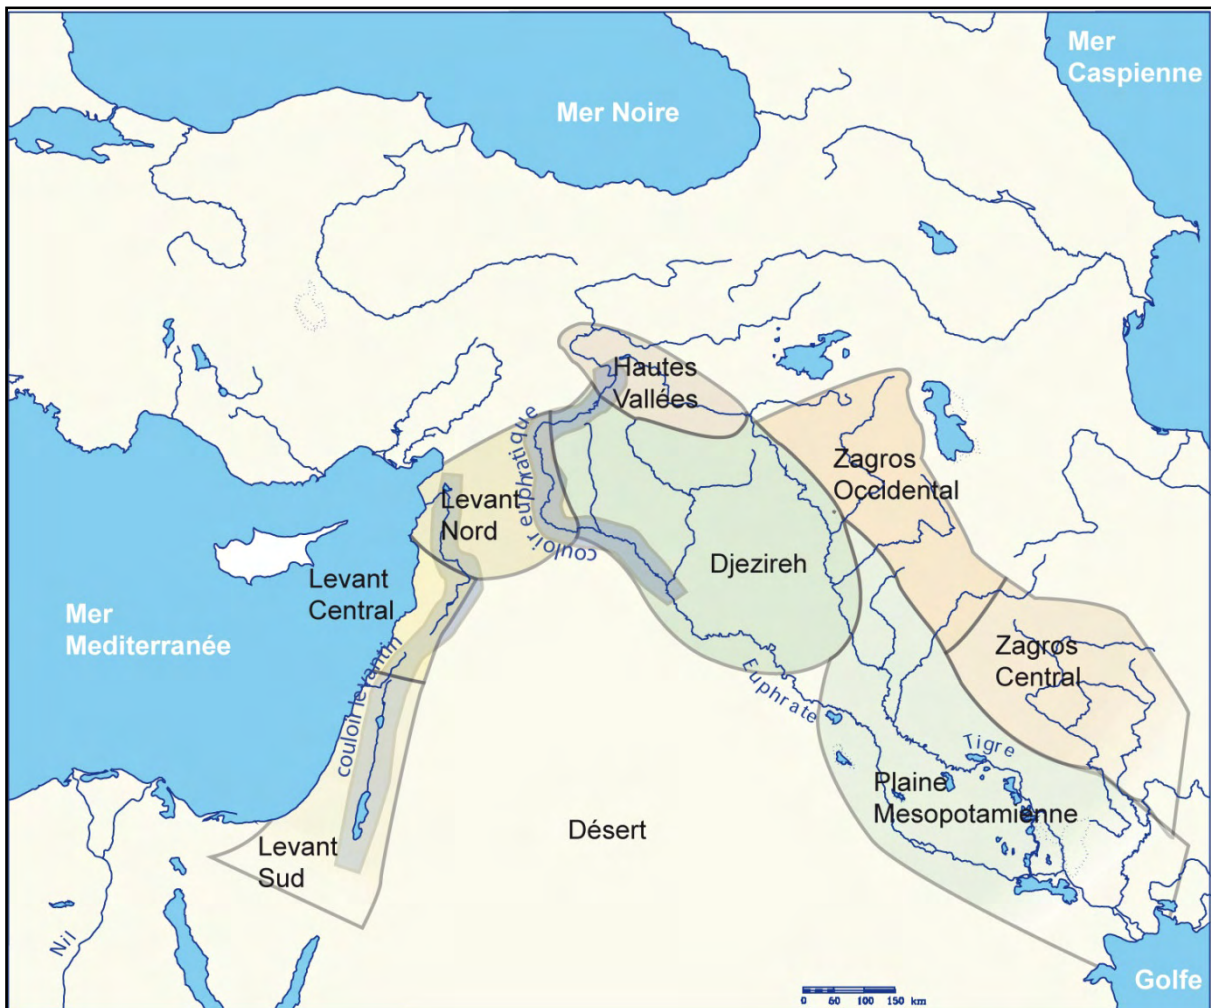 Mer
Caspienne
Mer Noire
Hautes
Vallées
couloir euphratique
Zagros
Occidental
Levant
Nord
couloir
Djezireh
Levant
Central
Mer
Mediterranée
couloir levantin
Zagros
Central
Euphrate
Tigre
Plaine
Mesopotamienne
Désert
Levant
Sud
Nil
Golfe
0 50 100 150 km